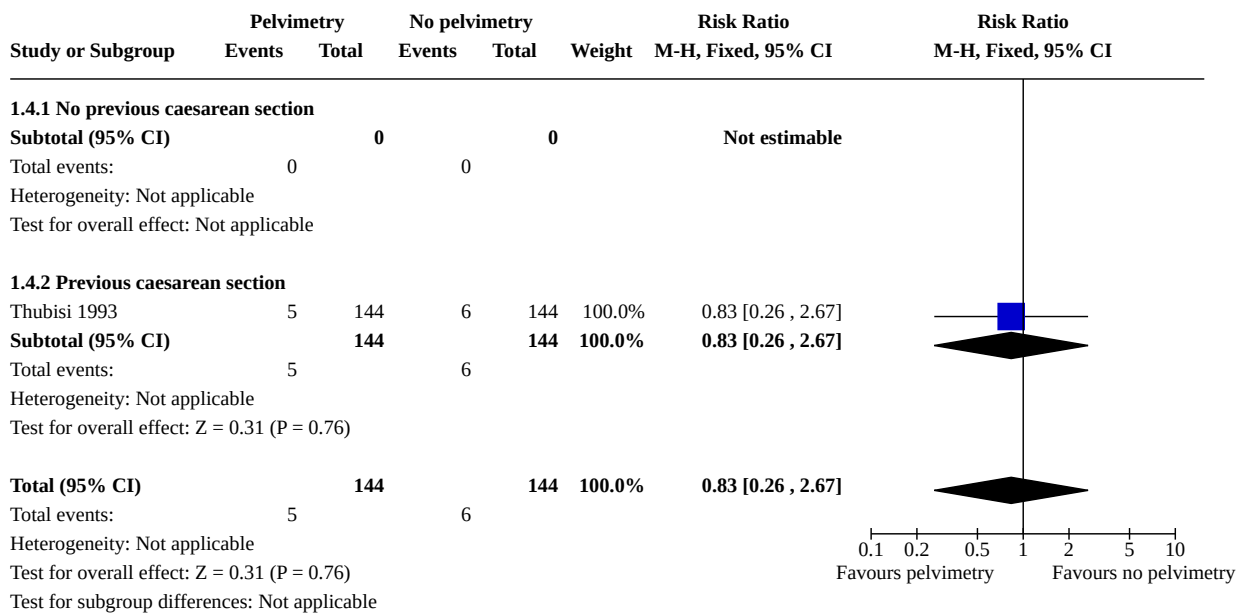 Pelvimetry No pelvimetry Risk Ratio Risk Ratio
Study or Subgroup Events Total Events Total Weight M-H, Fixed, 95% CI M-H, Fixed, 95% CI
1.4.1 No previous caesarean section
Subtotal (95% CI) 0 0 Not estimable
Total events: 0 0
Heterogeneity: Not applicable
Test for overall effect: Not applicable
1.4.2 Previous caesarean section
Thubisi 1993 5 144 6 144 100.0% 0.83 [0.26 , 2.67]
Subtotal (95% CI) 144 144 100.0% 0.83 [0.26 , 2.67]
Total events: 5 6
Heterogeneity: Not applicable
Test for overall effect: Z = 0.31 (P = 0.76)
Total (95% CI) 144 144 100.0% 0.83 [0.26 , 2.67]
Total events: 5 6
Heterogeneity: Not applicable 0.1 0.2 0.5 1 2 5 10
Test for overall effect: Z = 0.31 (P = 0.76) Favours pelvimetry Favours no pelvimetry
Test for subgroup differences: Not applicable